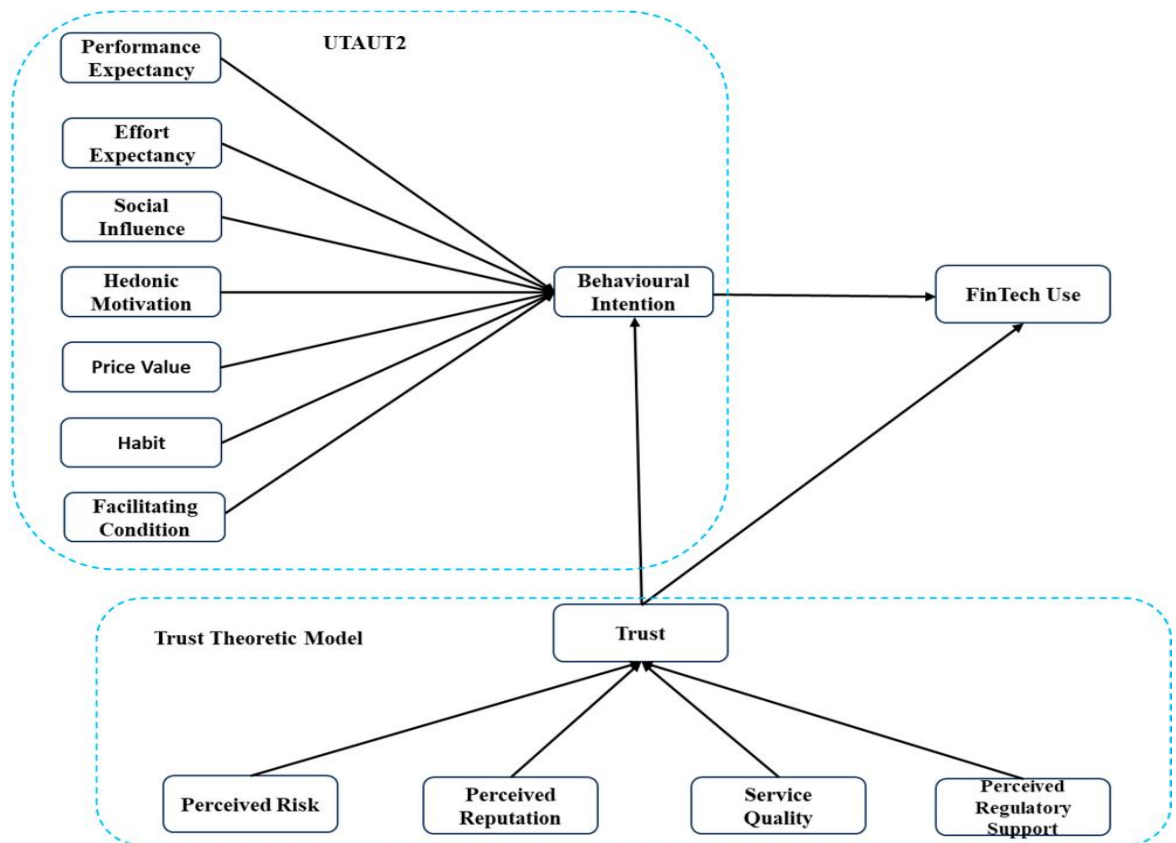 UTAUT2
Performance
Expectancy
Effort
Expectancy
Social
Influence
Hedonic
Motivation
Price Value
Habit
Facilitating
Condition
Behavioural
Intention
FinTech Use
Trust Theoretic Model
Trust
Perceived Risk
Perceived
Reputation
Service
Quality
Perceived
Regulatory
Support